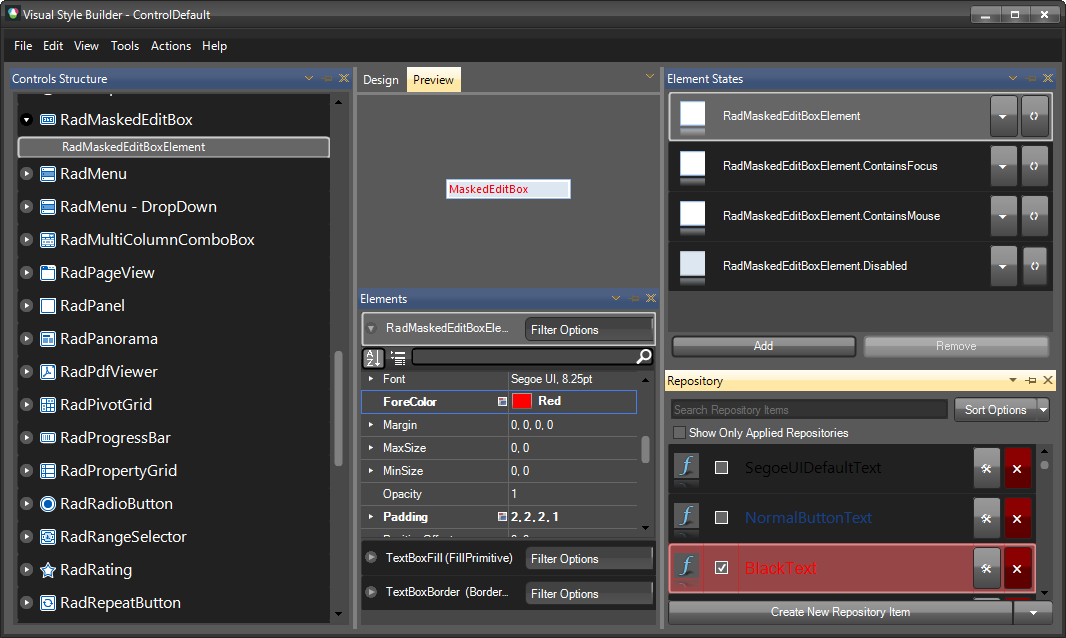 Visual Style Builder - ControlDefault
File Edit View Tools Actions Help
Controls Structure
RadMaskedEditBox
RadMaskedEditBoxElement
RadMenu
RadMenu - DropDown
RadMultiColumnComboBox
RadPageView
RadPanel
RadPanorama
RadPdfViewer
RadPivotGrid
RadProgressBar
RadPropertyGrid
RadRadioButton
RadRangeSelector
RadRating
RadRepeatButton
Design Preview
MaskedEditBox
Elements
RadMaskedEditBoxEle... Filter Options
Font Segoe UI, 8.25pt
ForeColor Red
Margin 0, 0, 0, 0
MaxSize 0, 0
MinSize 0, 0
Opacity 1
Padding 2, 2, 2, 1
TextBoxFill (FillPrimitive) Filter Options
TextBoxBorder (Border... Filter Options
Element States
RadMaskedEditBoxElement
RadMaskedEditBoxElement.ContainsFocus
RadMaskedEditBoxElement.ContainsMouse
RadMaskedEditBoxElement.Disabled
Add Remove
Repository
Search Repository Items Sort Options
Show Only Applied Repositories
SegoeUIDefaultText
NormalButtonText
BlackText
Create New Repository Item